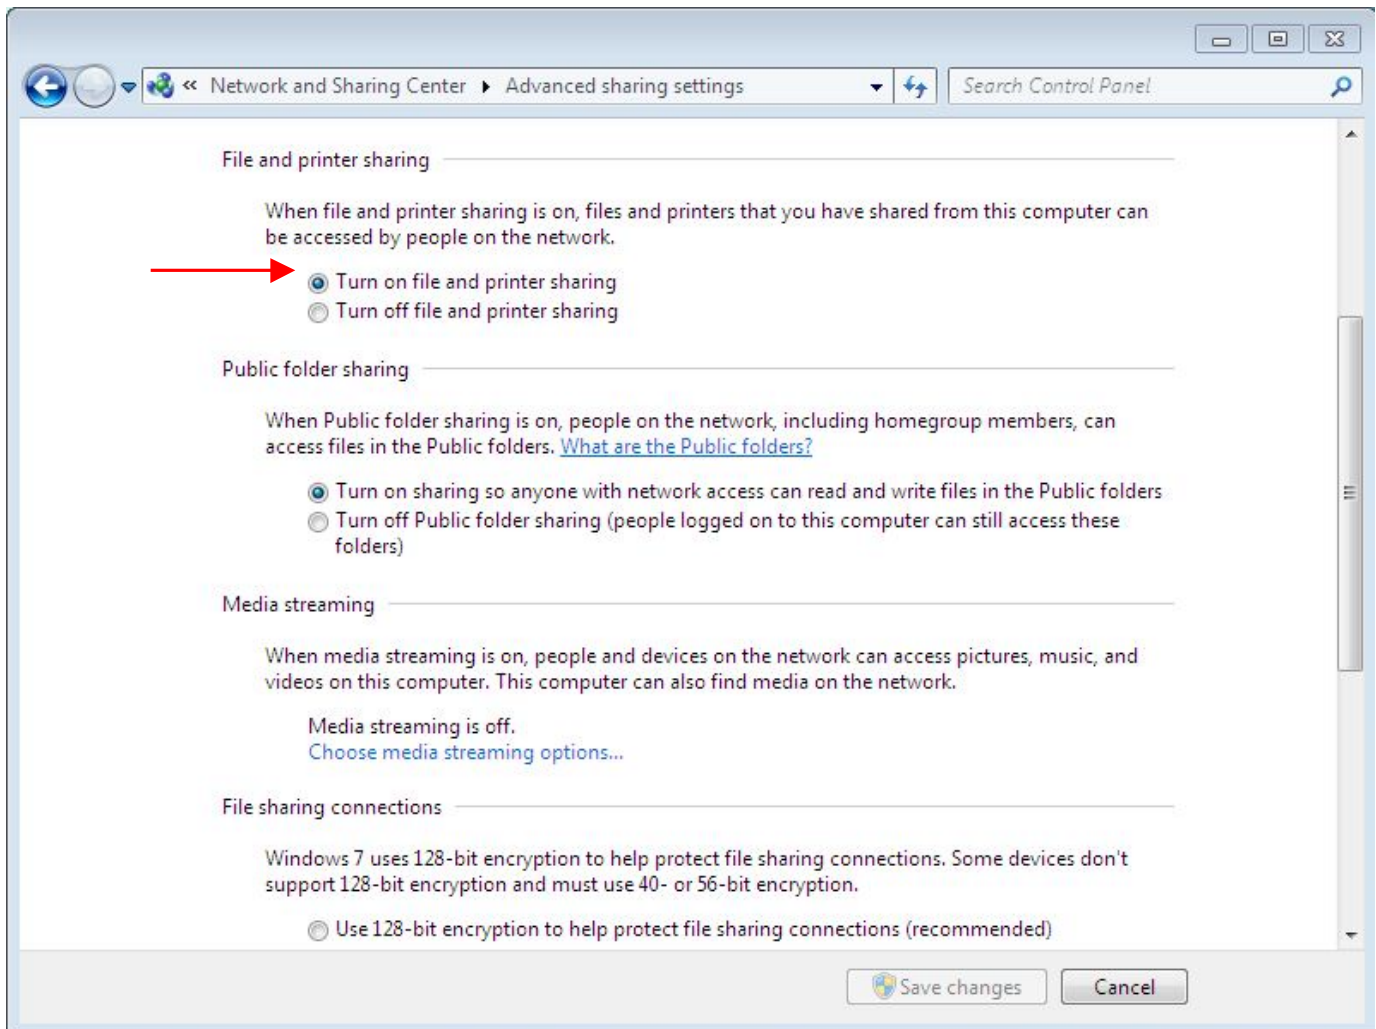 « Network and Sharing Center ▸ Advanced sharing settings
Search Control Panel
File and printer sharing
When file and printer sharing is on, files and printers that you have shared from this computer can
be accessed by people on the network.
Turn on file and printer sharing
Turn off file and printer sharing
Public folder sharing
When Public folder sharing is on, people on the network, including homegroup members, can
access files in the Public folders. What are the Public folders?
Turn on sharing so anyone with network access can read and write files in the Public folders
Turn off Public folder sharing (people logged on to this computer can still access these
folders)
Media streaming
When media streaming is on, people and devices on the network can access pictures, music, and
videos on this computer. This computer can also find media on the network.
Media streaming is off.
Choose media streaming options...
File sharing connections
Windows 7 uses 128-bit encryption to help protect file sharing connections. Some devices don't
support 128-bit encryption and must use 40- or 56-bit encryption.
Use 128-bit encryption to help protect file sharing connections (recommended)
Save changes
Cancel